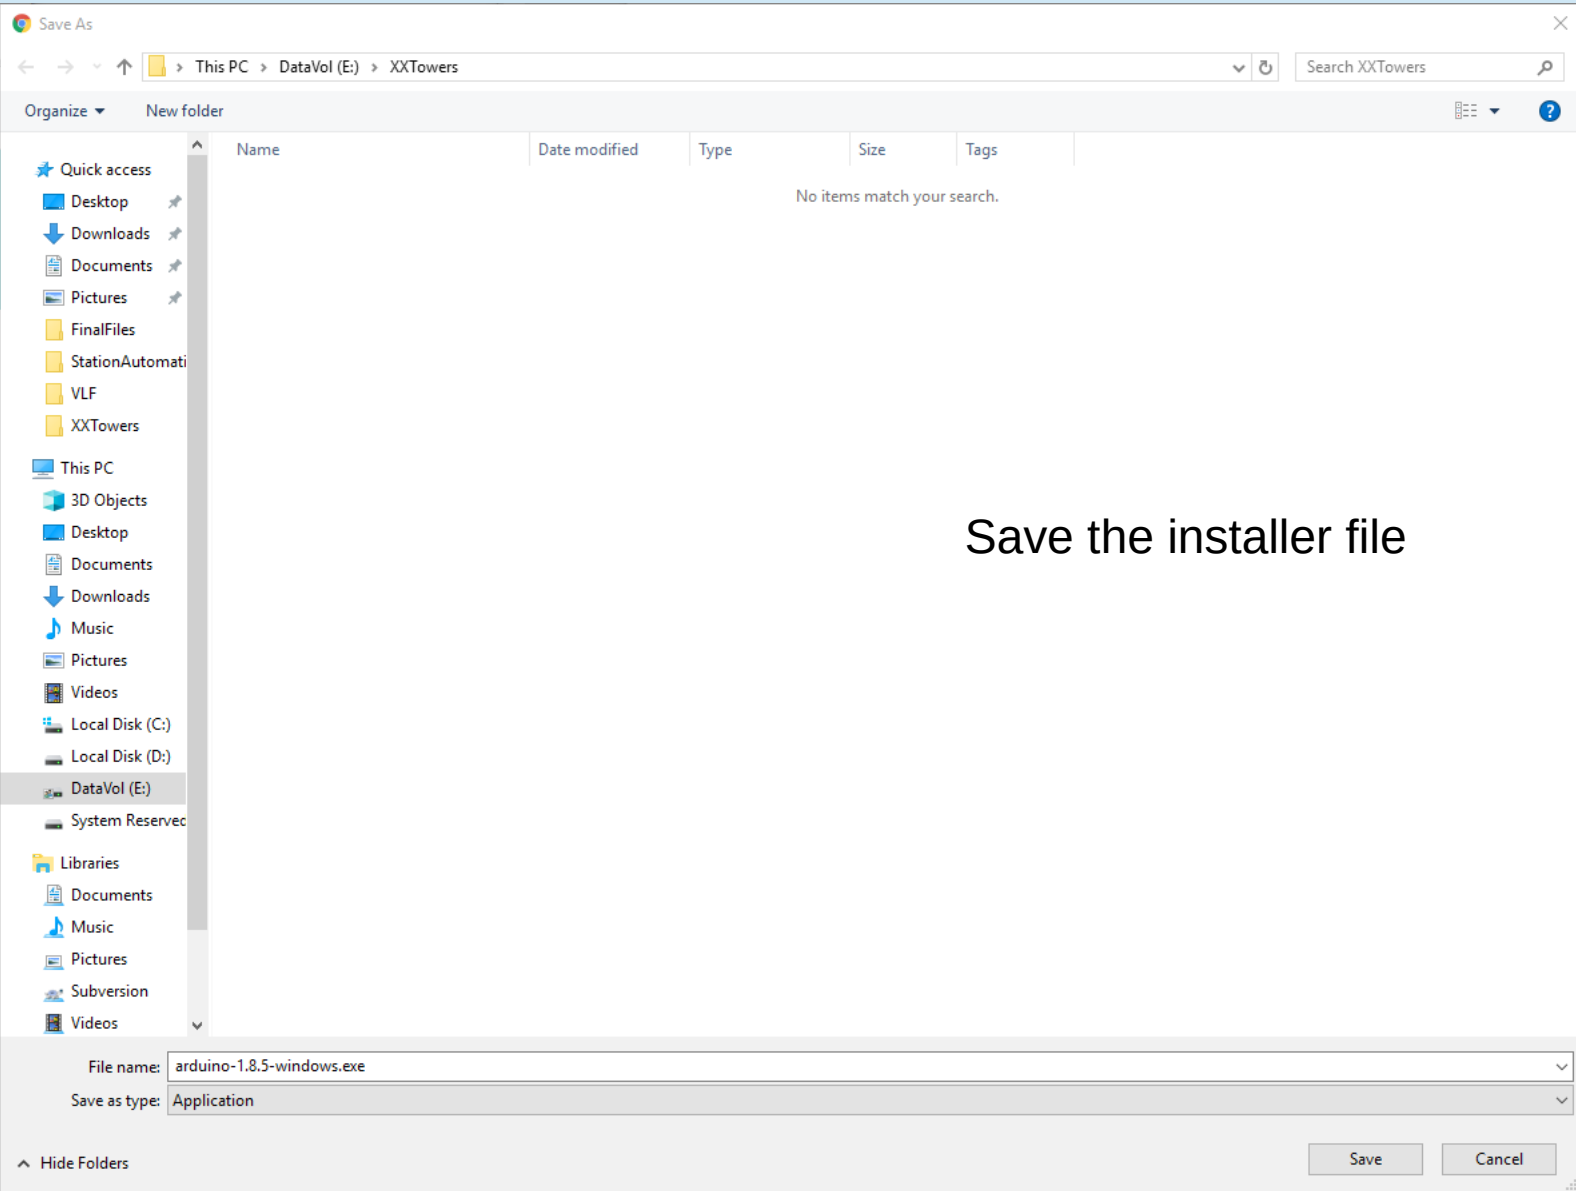 Save As
This PC > DataVol (E:) > XXTowers
Search XXTowers
Organize
New folder
Name
Date modified
Type
Size
Tags
No items match your search.
Quick access
Desktop
Downloads
Documents
Pictures
FinalFiles
StationAutomati
VLF
XXTowers
This PC
3D Objects
Desktop
Documents
Downloads
Music
Pictures
Videos
Local Disk (C:)
Local Disk (D:)
DataVol (E:)
System Reserved
Libraries
Documents
Music
Pictures
Subversion
Videos
Save the installer file
File name: arduino-1.8.5-windows.exe
Save as type: Application
Hide Folders
Save
Cancel